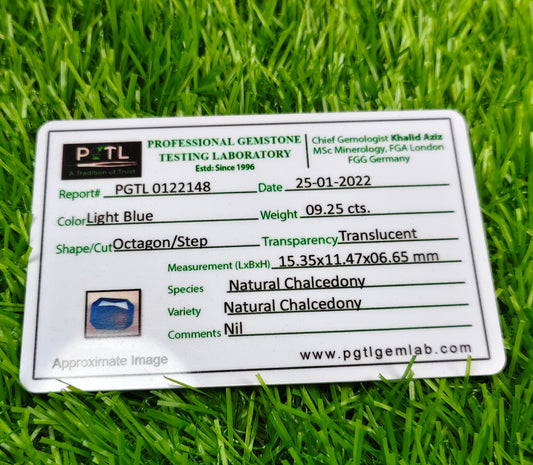 PGTL
A Tradition of Trust
PROFESSIONAL GEMSTONE
TESTING LABORATORY
Estd: Since 1996
Chief Gemologist Khalid Aziz
MSc Minerology, FGA London
FGG Germany
Report# PGTL 0122148 Date 25-01-2022
Color Light Blue Weight 09.25 cts.
Shape/Cut Octagon/Step Transparency Translucent
Measurement (LxBxH) 15.35x11.47x06.65 mm
Species Natural Chalcedony
Variety Natural Chalcedony
Comments Nil
Approximate Image
www.pgtlgemlab.com